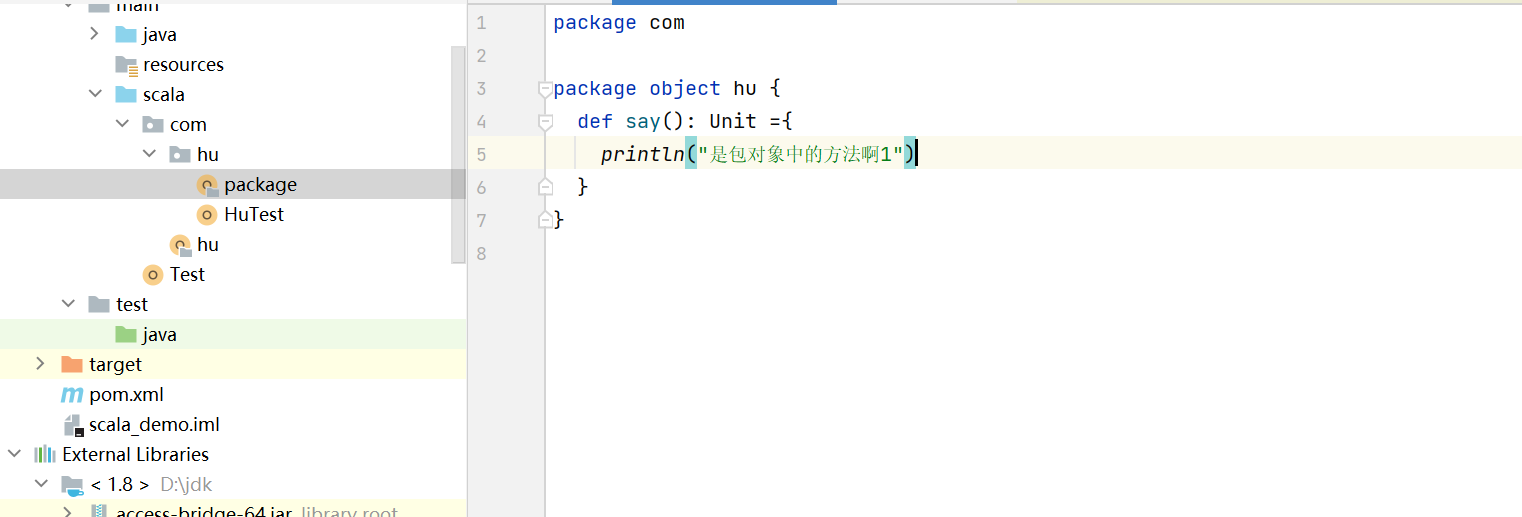 main
java
resources
scala
com
hu
package
HuTest
hu
Test
test
java
target
pom.xml
scala_demo.iml
External Libraries
< 1.8 > D:\jdk
access-bridge-64.jar library root
1 package com
2
3 package object hu {
4 def say(): Unit ={
5 println("是包对象中的方法啊1")
6 }
7 }
8